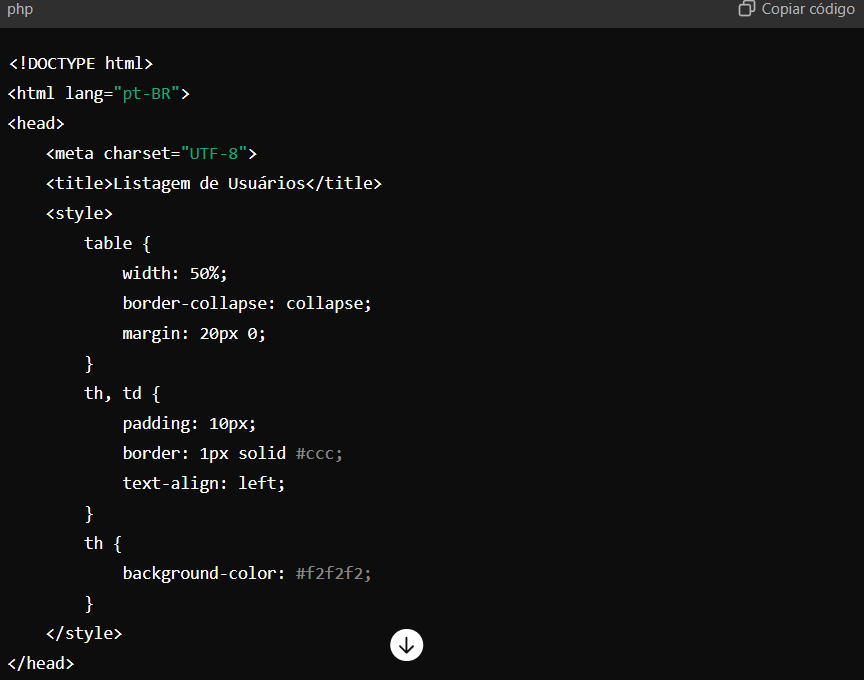 php
Copiar código
<!DOCTYPE html>
<html lang="pt-BR">
<head>
    <meta charset="UTF-8">
    <title>Listagem de Usuários</title>
    <style>
        table {
            width: 50%;
            border-collapse: collapse;
            margin: 20px 0;
        }
        th, td {
            padding: 10px;
            border: 1px solid #ccc;
            text-align: left;
        }
        th {
            background-color: #f2f2f2;
        }
    </style>
</head>